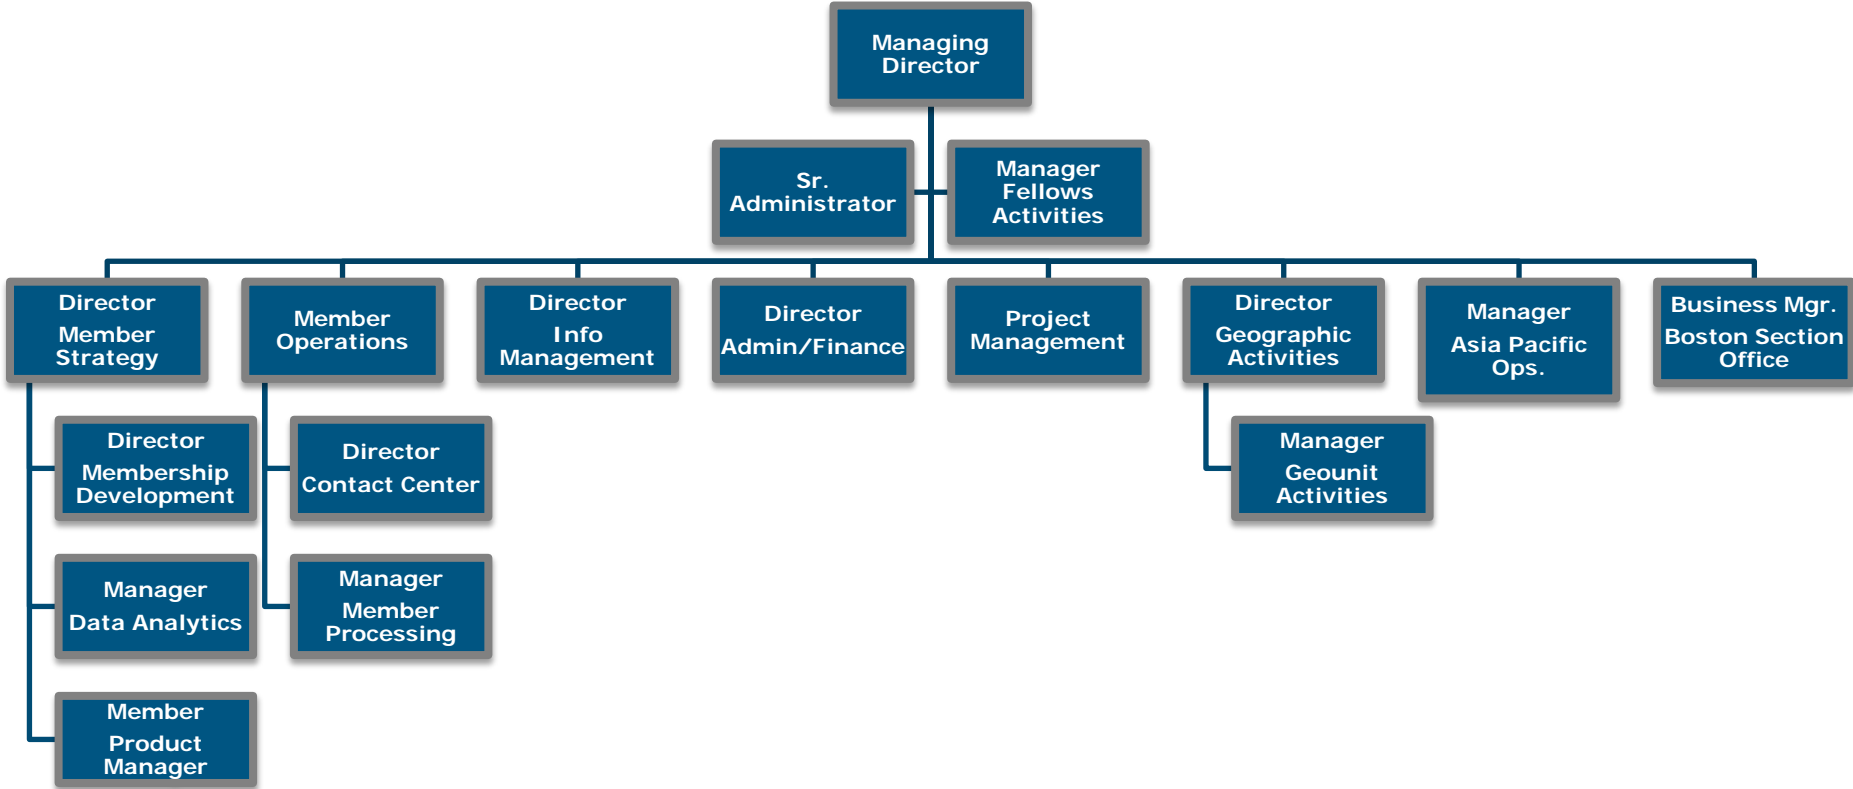 Managing
Director
Sr.
Administrator
Manager
Fellows
Activities
Director
Member
Strategy
Member
Operations
Director
Info
Management
Director
Admin/Finance
Project
Management
Director
Geographic
Activities
Manager
Asia Pacific
Ops.
Business Mgr.
Boston Section
Office
Director
Membership
Development
Director
Contact Center
Manager
Geounit
Activities
Manager
Data Analytics
Manager
Member
Processing
Member
Product
Manager